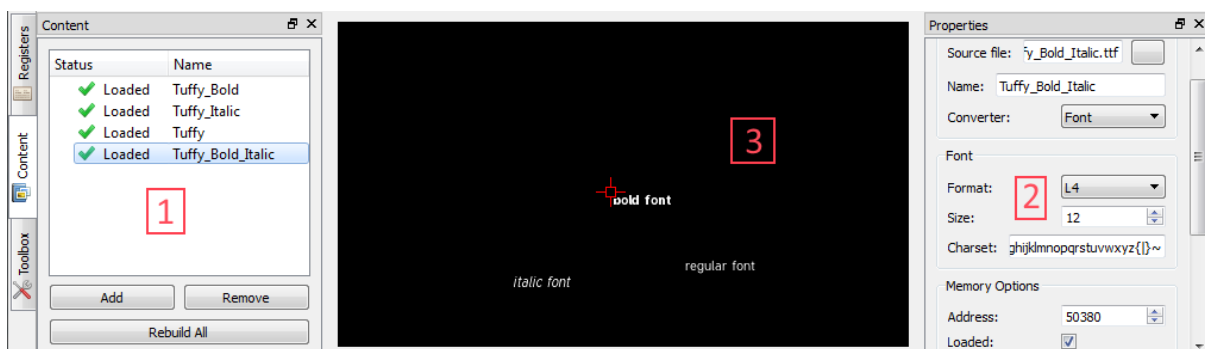 Registers
Content
Toolbox
Content
Status Name
Loaded Tuffy_Bold
Loaded Tuffy_Italic
Loaded Tuffy
Loaded Tuffy_Bold_Italic
1
Add Remove
Rebuild All
3
bold font
regular font
italic font
Properties
Source file: fy_Bold_Italic.ttf
Name: Tuffy_Bold_Italic
Converter: Font
Font
Format: L4
2
Size: 12
Charset: ghijklmnopqrstuvwxyz{|}~
Memory Options
Address: 50380
Loaded: